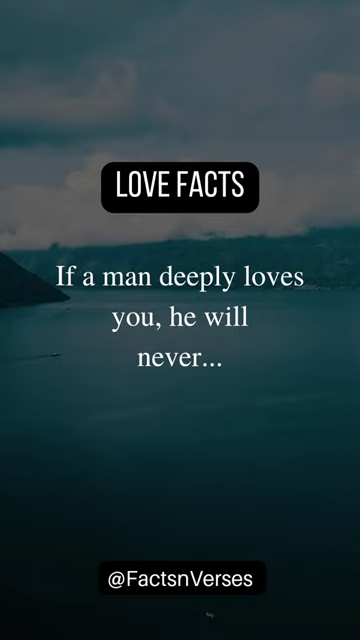 LOVE FACTS
If a man deeply loves
you, he will
never...
@FactsnVerses